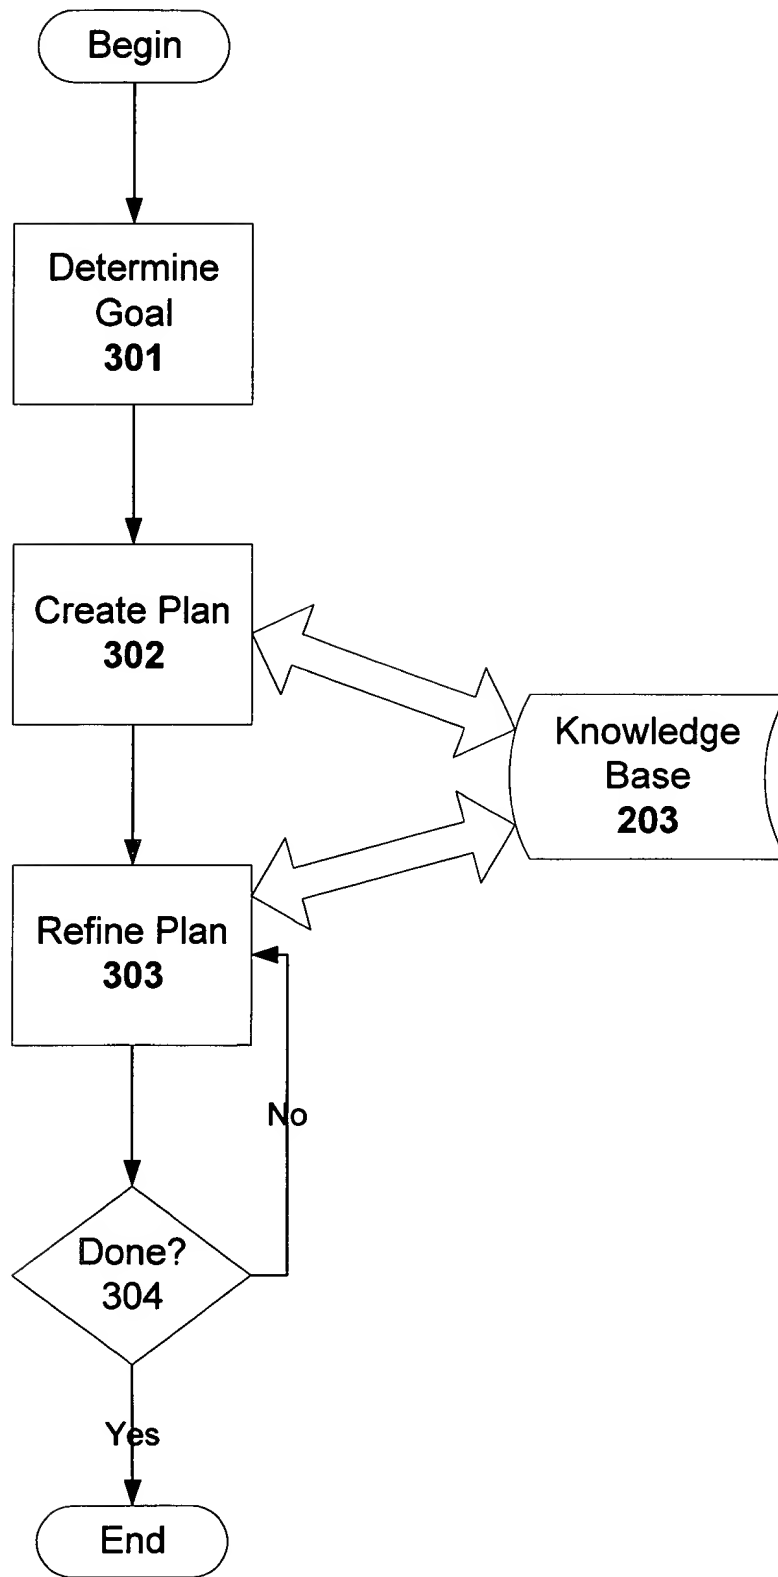 Begin
Determine
Goal
301
Create Plan
302
Knowledge
Base
203
Refine Plan
303
No
Done?
304
Yes
End